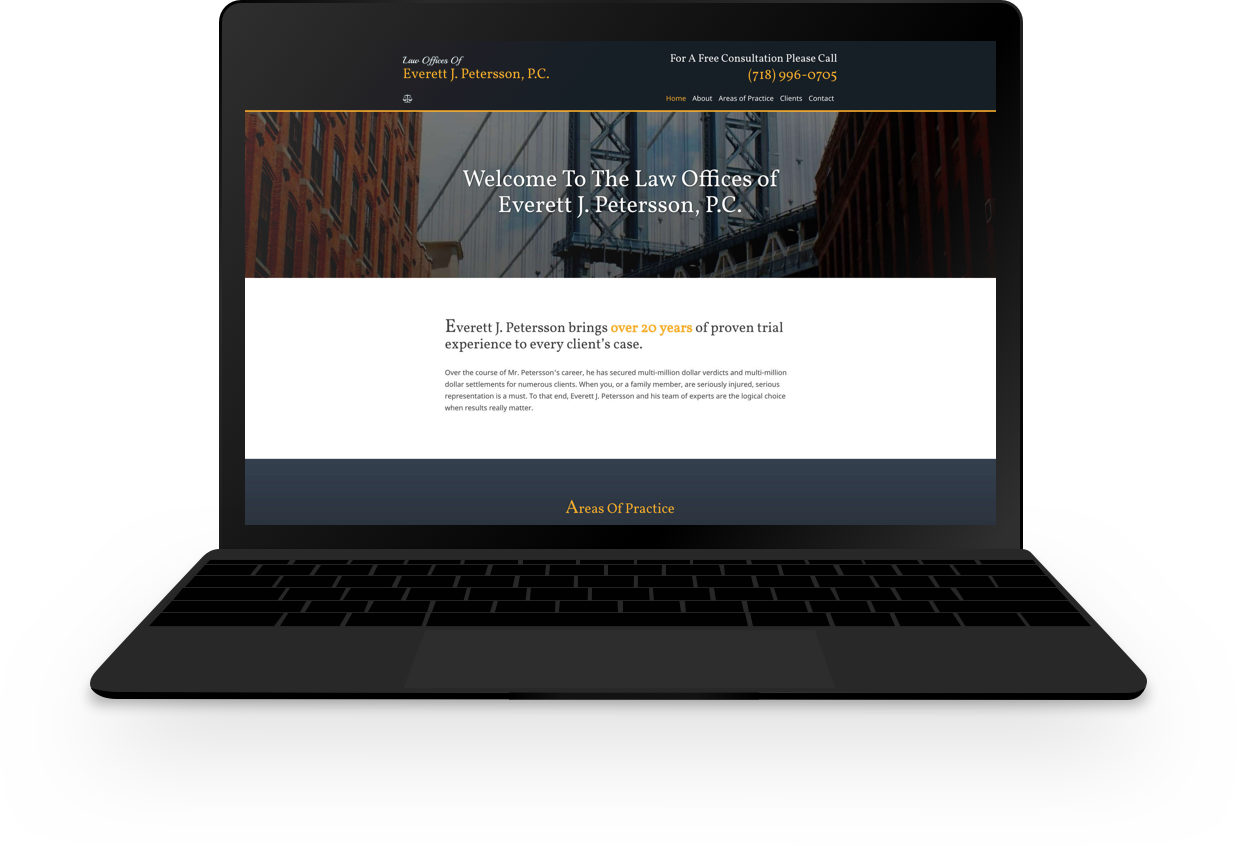 Law Offices Of
Everett J. Petersson, P.C.
For A Free Consultation Please Call
(718) 996-0705
Home About Areas of Practice Clients Contact
Welcome To The Law Offices of
Everett J. Petersson, P.C.
Everett J. Petersson brings over 20 years of proven trial
experience to every client's case.
Over the course of Mr. Petersson's career, he has secured multi-million dollar verdicts and multi-million
dollar settlements for numerous clients. When you, or a family member, are seriously injured, serious
representation is a must. To that end, Everett J. Petersson and his team of experts are the logical choice
when results really matter.
Areas Of Practice